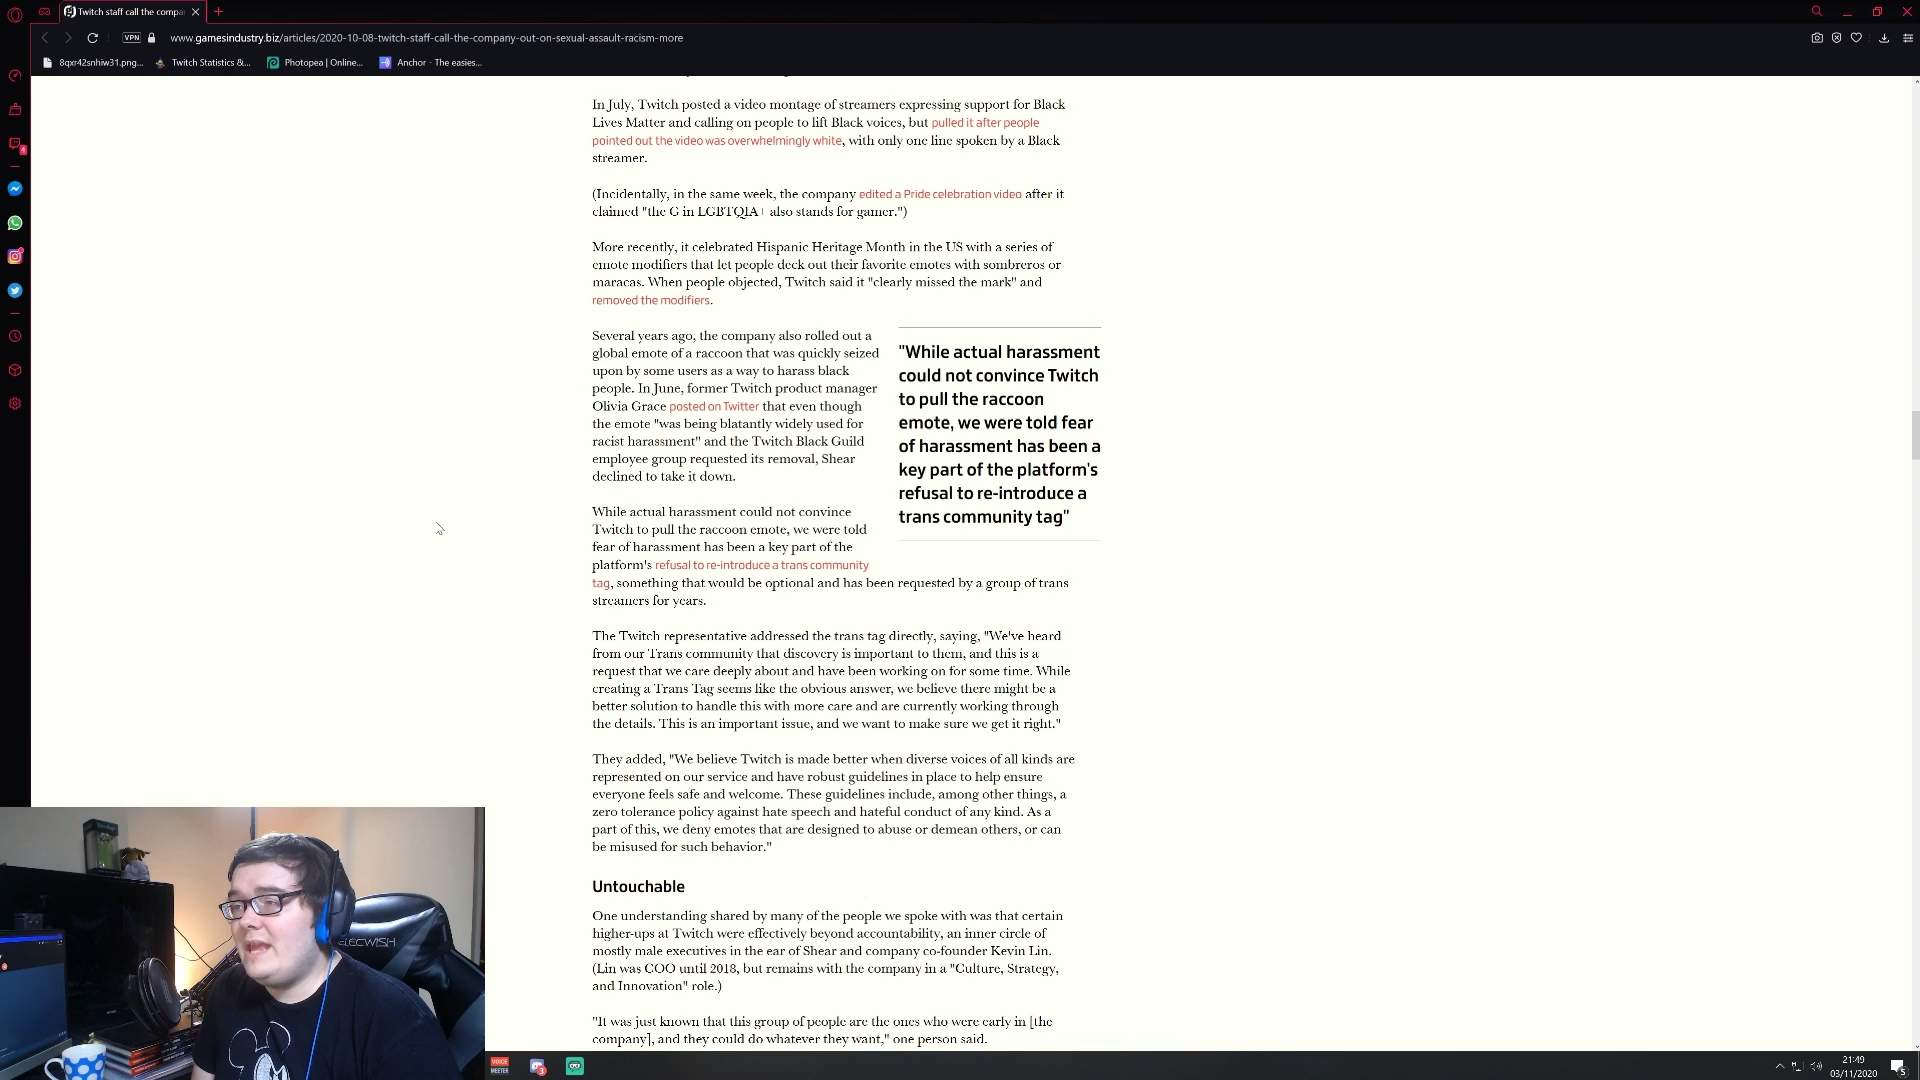 Twitch staff call the compa
VPN
www.gamesindustry.biz/articles/2020-10-08-twitch-staff-call-the-company-out-on-sexual-assault-racism-more
8qxr42snhiw31.png...
Twitch Statistics &...
Photopea | Online...
Anchor - The easies...
In July, Twitch posted a video montage of streamers expressing support for Black
Lives Matter and calling on people to lift Black voices, but pulled it after people
pointed out the video was overwhelmingly white, with only one line spoken by a Black
streamer.
(Incidentally, in the same week, the company edited a Pride celebration video after it
claimed "the G in LGBTQIA+ also stands for gamer.")
More recently, it celebrated Hispanic Heritage Month in the US with a series of
emote modifiers that let people deck out their favorite emotes with sombreros or
maracas. When people objected, Twitch said it "clearly missed the mark" and
removed the modifiers.
Several years ago, the company also rolled out a
global emote of a raccoon that was quickly seized
upon by some users as a way to harass black
people. In June, former Twitch product manager
Olivia Grace posted on Twitter that even though
the emote "was being blatantly widely used for
racist harassment" and the Twitch Black Guild
employee group requested its removal, Shear
declined to take it down.
"While actual harassment
could not convince Twitch
to pull the raccoon
emote, we were told fear
of harassment has been a
key part of the platform's
refusal to re-introduce a
trans community tag"
While actual harassment could not convince
Twitch to pull the raccoon emote, we were told
fear of harassment has been a key part of the
platform's refusal to re-introduce a trans community
tag, something that would be optional and has been requested by a group of trans
streamers for years.
The Twitch representative addressed the trans tag directly, saying, "We've heard
from our Trans community that discovery is important to them, and this is a
request that we care deeply about and have been working on for some time. While
creating a Trans Tag seems like the obvious answer, we believe there might be a
better solution to handle this with more care and are currently working through
the details. This is an important issue, and we want to make sure we get it right."
They added, "We believe Twitch is made better when diverse voices of all kinds are
represented on our service and have robust guidelines in place to help ensure
everyone feels safe and welcome. These guidelines include, among other things, a
zero tolerance policy against hate speech and hateful conduct of any kind. As a
part of this, we deny emotes that are designed to abuse or demean others, or can
be misused for such behavior."
Untouchable
One understanding shared by many of the people we spoke with was that certain
higher-ups at Twitch were effectively beyond accountability, an inner circle of
mostly male executives in the ear of Shear and company co-founder Kevin Lin.
(Lin was COO until 2018, but remains with the company in a "Culture, Strategy,
and Innovation" role.)
"It was just known that this group of people are the ones who were early in [the
company], and they could do whatever they want," one person said.
ELECWISH
VOICE
MEETER
3
21:49
03/11/2020
5